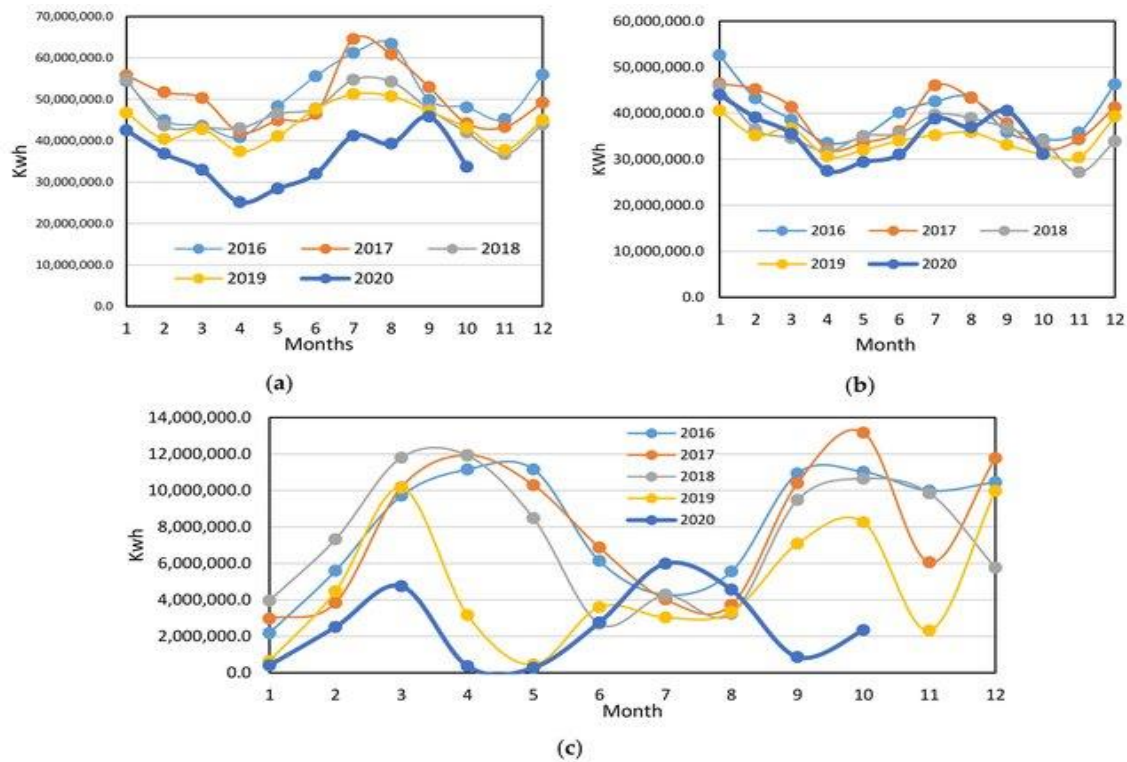 70,000,000.0
60,000,000.0
50,000,000.0
40,000,000.0
30,000,000.0
20,000,000.0
10,000,000.0
0.0
Kwh
2016 2017 2018
2019 2020
1 2 3 4 5 6 7 8 9 10 11 12
Months
(a)
60,000,000.0
50,000,000.0
40,000,000.0
30,000,000.0
20,000,000.0
10,000,000.0
0.0
Kwh
2016 2017 2018
2019 2020
1 2 3 4 5 6 7 8 9 10 11 12
Month
(b)
14,000,000.0
12,000,000.0
10,000,000.0
8,000,000.0
6,000,000.0
4,000,000.0
2,000,000.0
0.0
Kwh
2016
2017
2018
2019
2020
1 2 3 4 5 6 7 8 9 10 11 12
Month
(c)